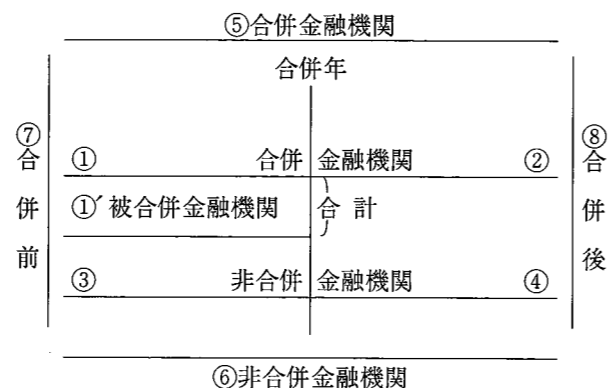 ⑤合併金融機関
合併年
⑦合併前
① 合併 金融機関 ②
①´被合併金融機関 合計
③ 非合併 金融機関 ④
⑧合併後
⑥非合併金融機関